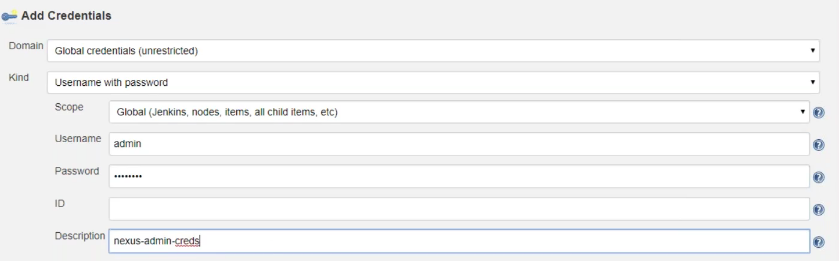 Add Credentials
Domain Global credentials (unrestricted)
Kind Username with password
Scope Global (Jenkins, nodes, items, all child items, etc)
Username admin
Password ••••••••
ID
Description nexus-admin-creds